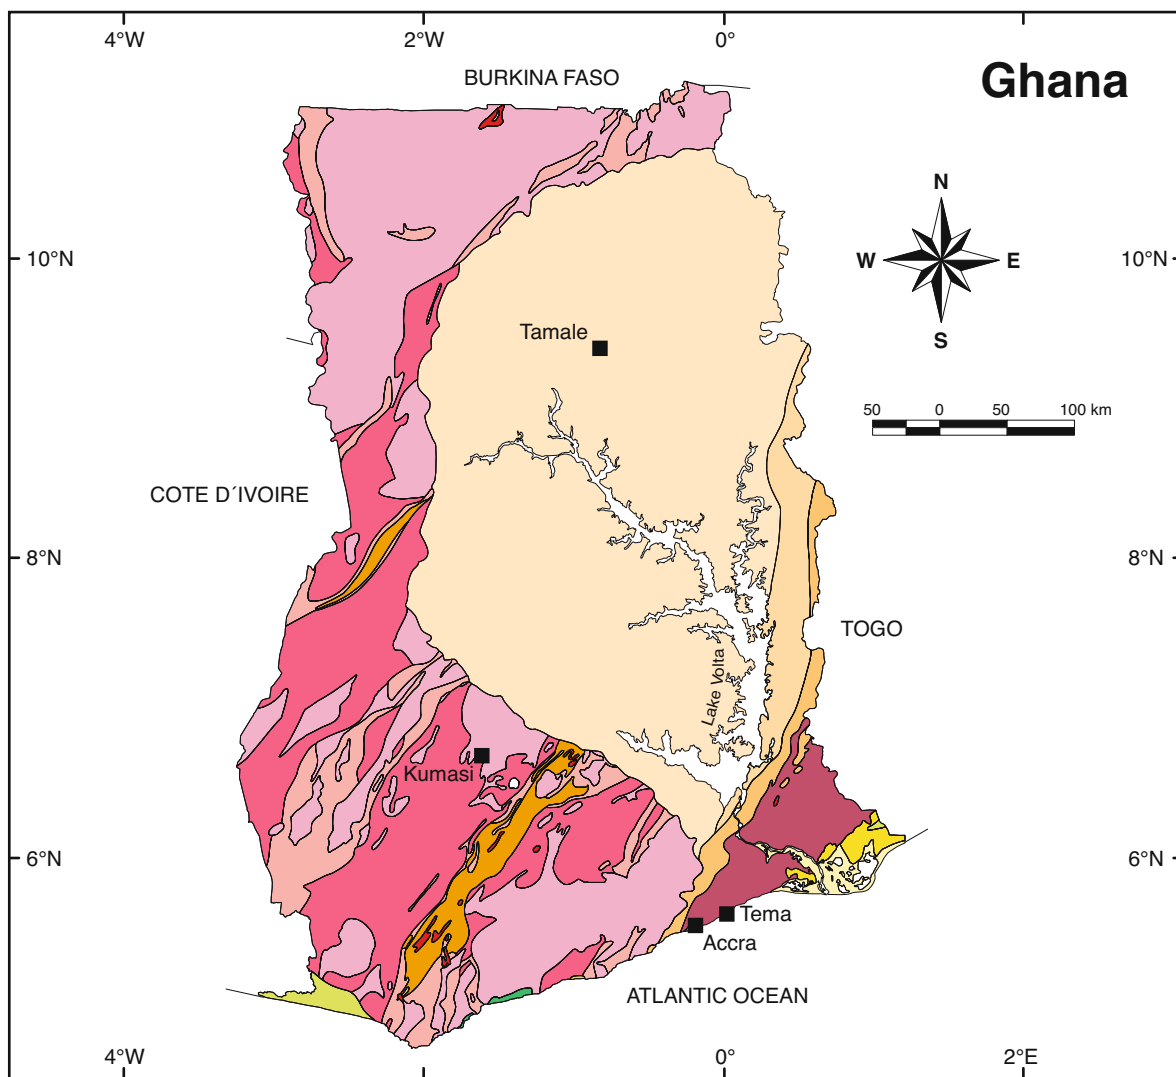 4°W 2°W 0°
BURKINA FASO
Ghana
N
W E
S
10°N 10°N
Tamale
50 0 50 100 km
COTE D´IVOIRE
8°N 8°N
TOGO
Lake Volta
Kumasi
6°N 6°N
Tema
Accra
ATLANTIC OCEAN
4°W 2°W 0° 2°E